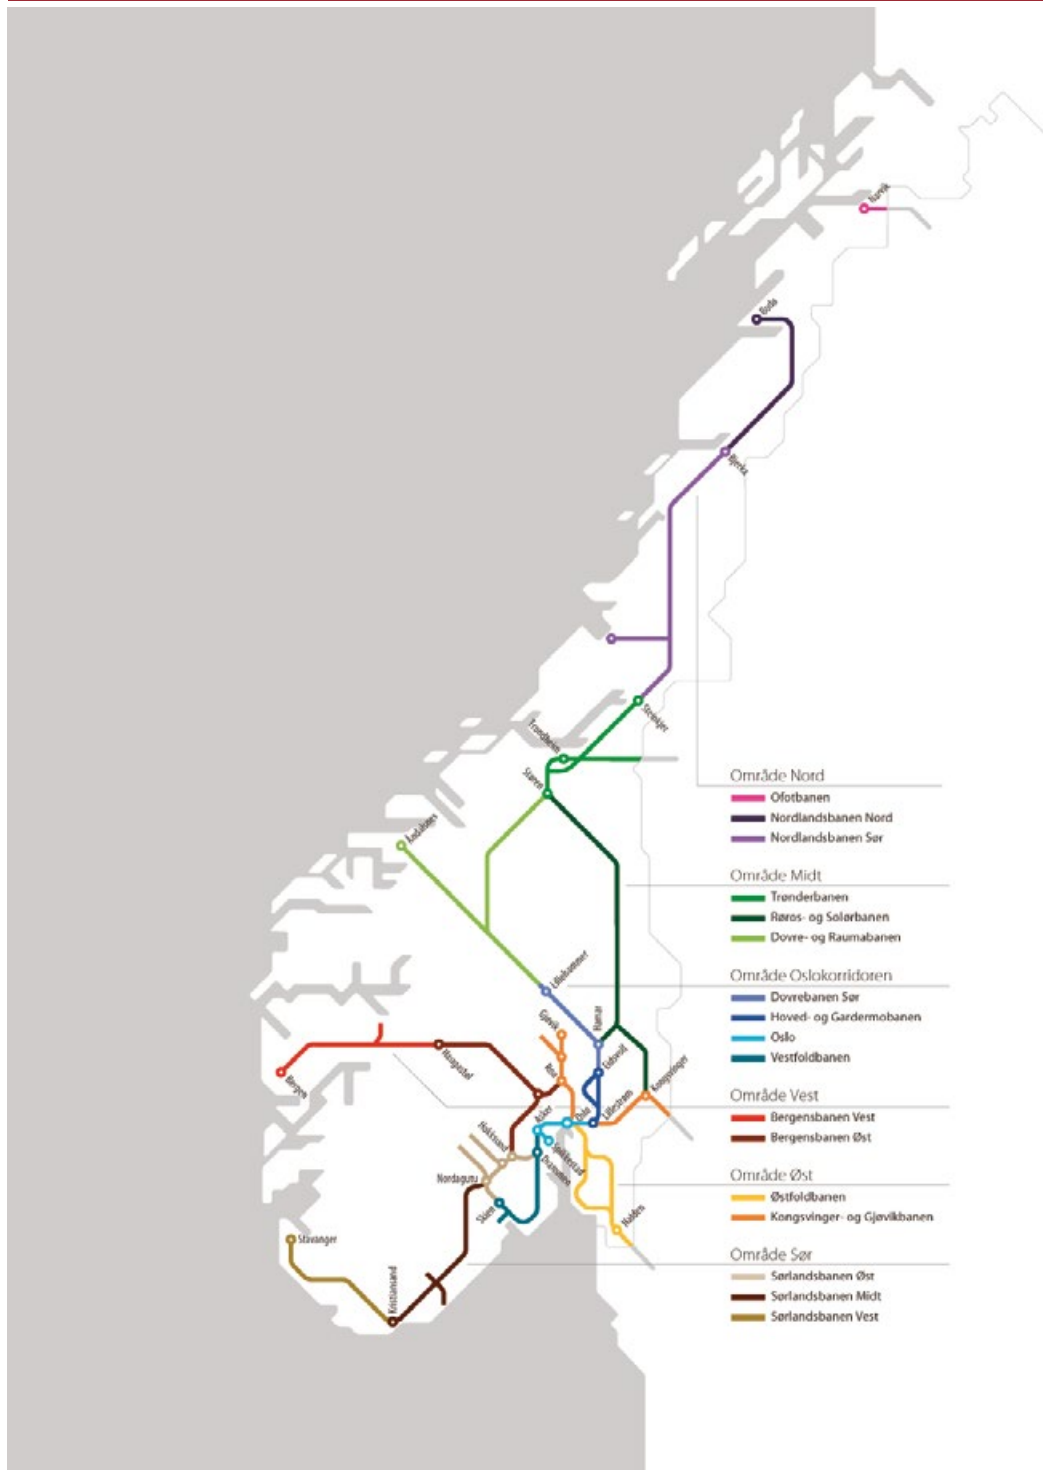 Narvik
Bodø
Bjerka
Steinkjer
Trondheim
Støren
Åndalsnes
Lillehammer
Hamar
Gjøvik
Eidsvoll
Roa
Kongsvinger
Haugastøl
Bergen
Lillestrøm
Oslo
Asker
Spikkestad
Drammen
Hokksund
Nordagutu
Skien
Halden
Stavanger
Kristiansand
Område Nord
Ofotbanen
Nordlandsbanen Nord
Nordlandsbanen Sør
Område Midt
Trønderbanen
Røros- og Solørbanen
Dovre- og Raumabanen
Område Oslokorridoren
Dovrebanen Sør
Hoved- og Gardermobanen
Oslo
Vestfoldbanen
Område Vest
Bergensbanen Vest
Bergensbanen Øst
Område Øst
Østfoldbanen
Kongsvinger- og Gjøvikbanen
Område Sør
Sørlandsbanen Øst
Sørlandsbanen Midt
Sørlandsbanen Vest